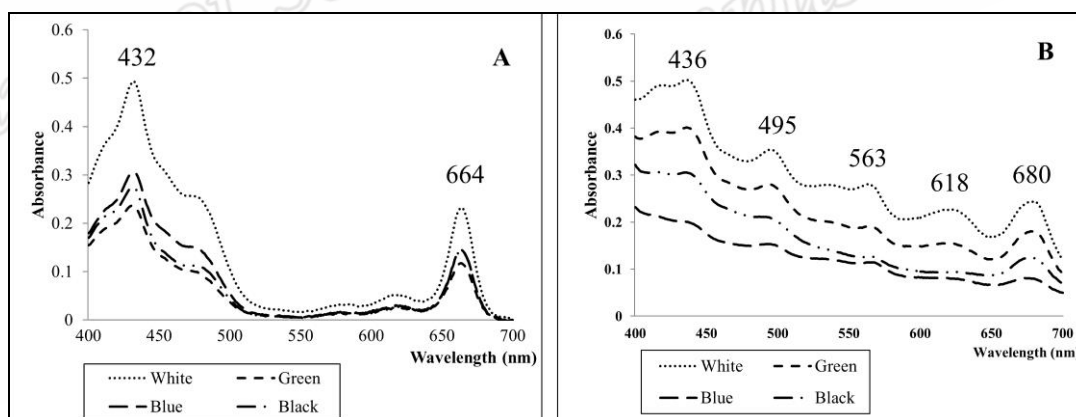 A
0.6
0.5
0.4
0.3
0.2
0.1
0
Absorbance
432
664
400
450
500
550
600
650
700
Wavelength (nm)
White
Green
Blue
Black
B
0.6
0.5
0.4
0.3
0.2
0.1
0
Absorbance
436
495
563
618
680
400
450
500
550
600
650
700
Wavelength (nm)
White
Green
Blue
Black